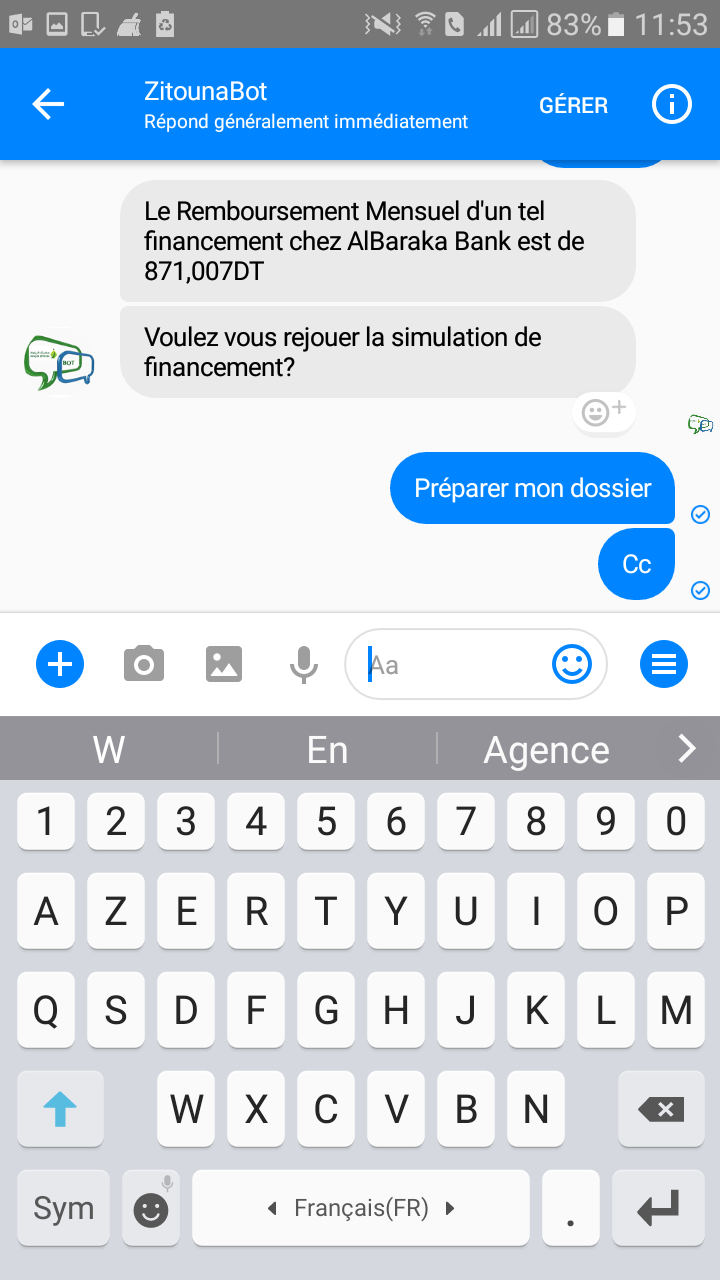 83% 11:53
ZitounaBot
Répond généralement immédiatement
GÉRER
Le Remboursement Mensuel d'un tel
financement chez AlBaraka Bank est de
871,007DT
Voulez vous rejouer la simulation de
financement?
BOT
Préparer mon dossier
Cc
Aa
W En Agence
1 2 3 4 5 6 7 8 9 0
A Z E R T Y U I O P
Q S D F G H J K L M
W X C V B N
Sym Français(FR) .